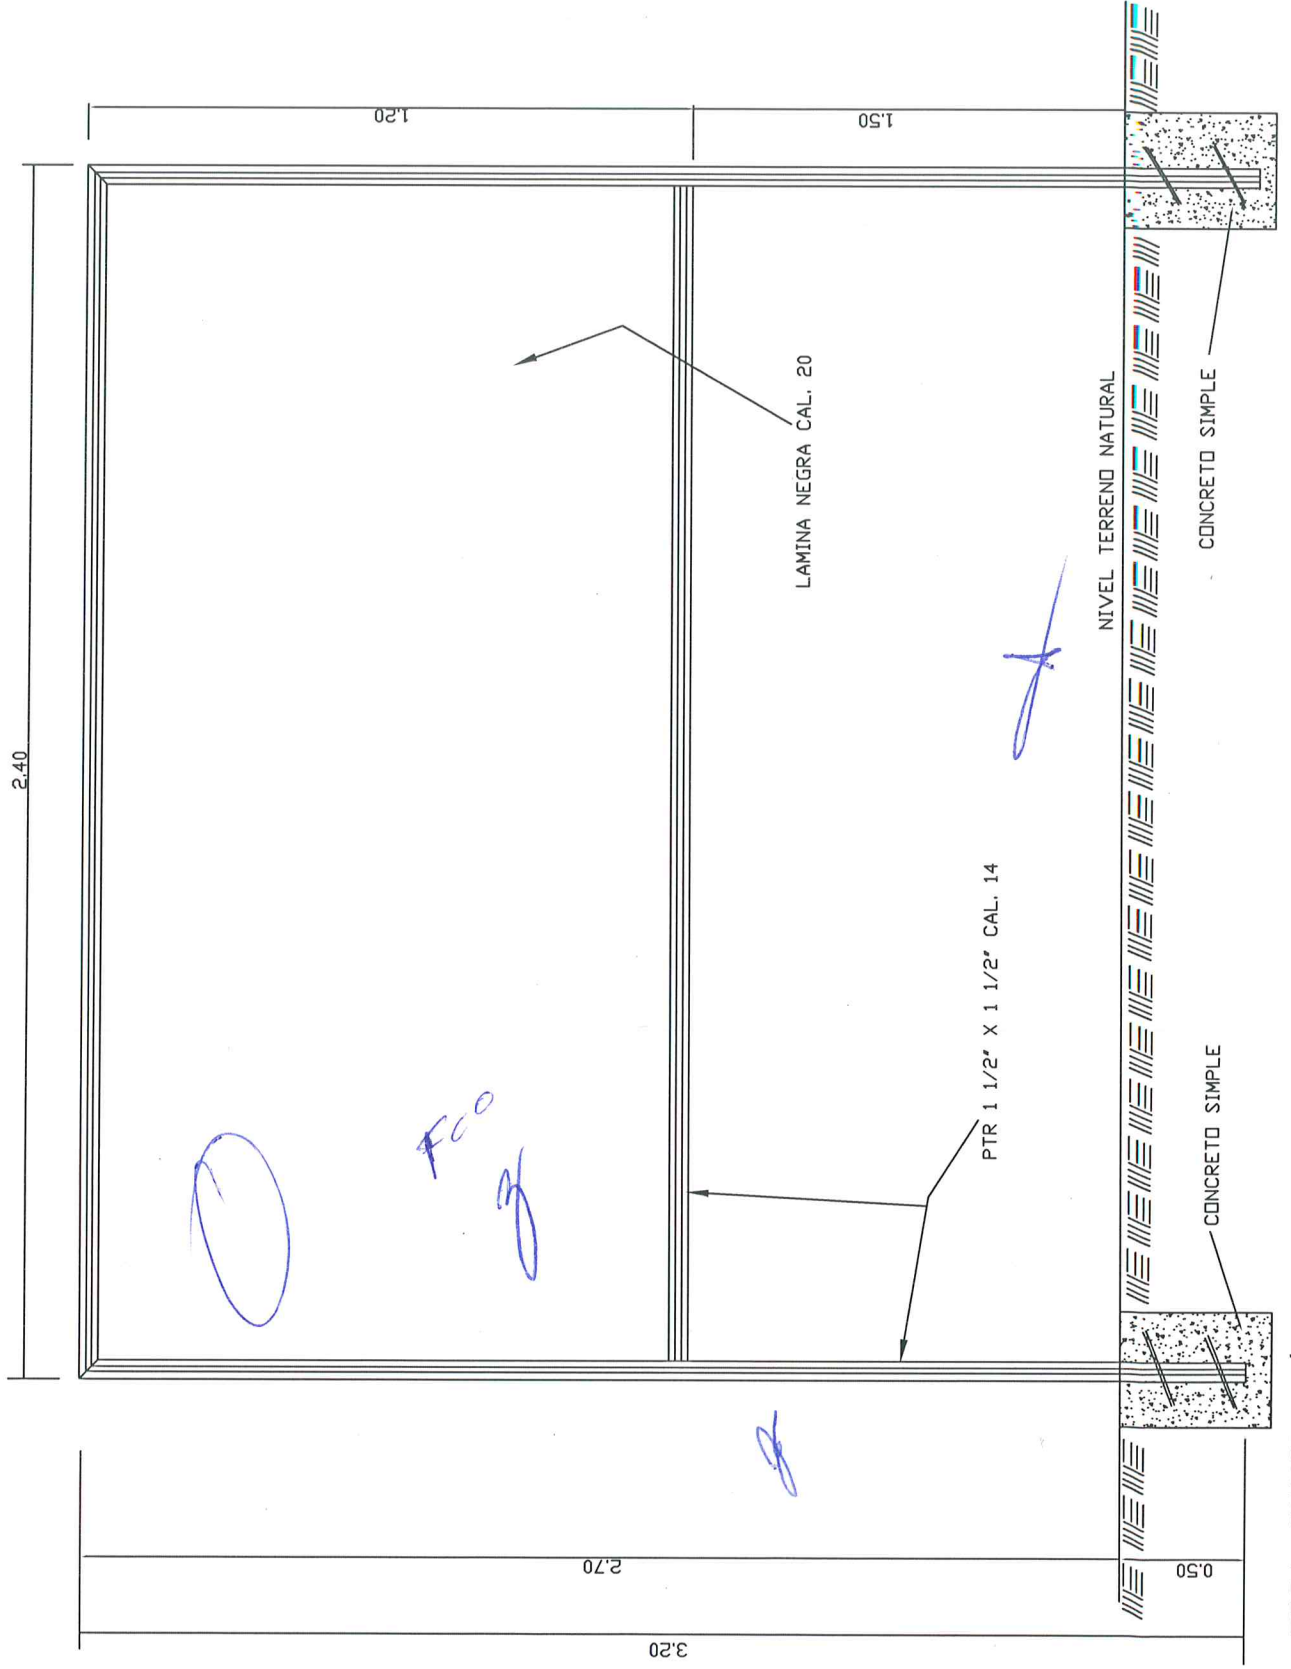 2.40
1.20
1.50
LAMINA NEGRA CAL. 20
NIVEL TERRENO NATURAL
CONCRETO SIMPLE
Fco
PTR 1 1/2" X 1 1/2" CAL. 14
CONCRETO SIMPLE
2.70
0.50
3.20